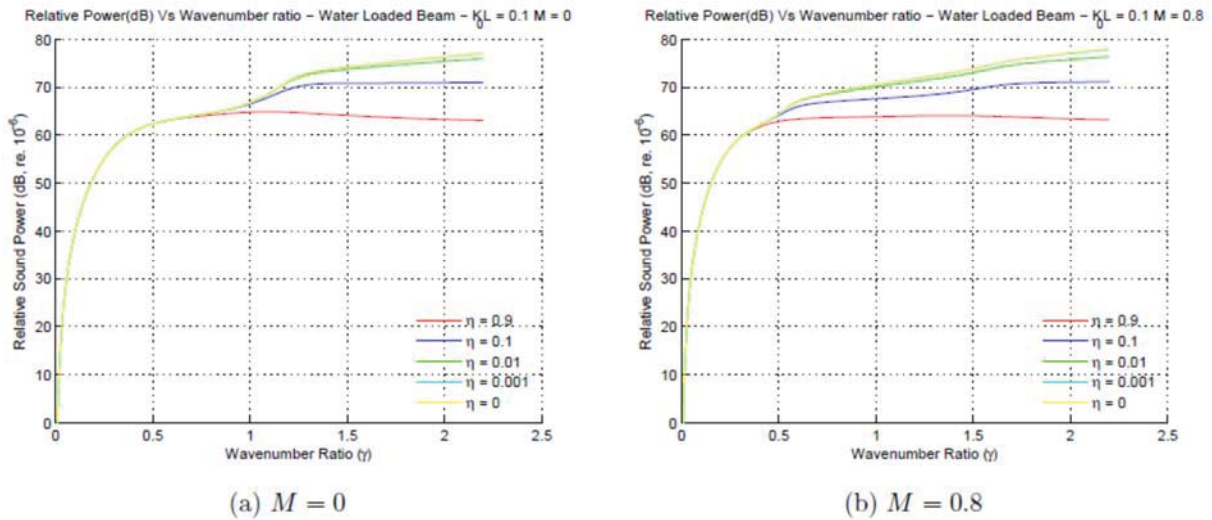 Relative Power(dB) Vs Wavenumber ratio − Water Loaded Beam − K₀L = 0.1 M = 0
80
70
60
50
40
30
20
10
0
Relative Sound Power (dB, re. 10⁻⁶)
η = 0.9
η = 0.1
η = 0.01
η = 0.001
η = 0
0 0.5 1 1.5 2 2.5
Wavenumber Ratio (γ)
(a) M = 0
Relative Power(dB) Vs Wavenumber ratio − Water Loaded Beam − K₀L = 0.1 M = 0.8
80
70
60
50
40
30
20
10
0
Relative Sound Power (dB, re. 10⁻⁶)
η = 0.9
η = 0.1
η = 0.01
η = 0.001
η = 0
0 0.5 1 1.5 2 2.5
Wavenumber Ratio (γ)
(b) M = 0.8